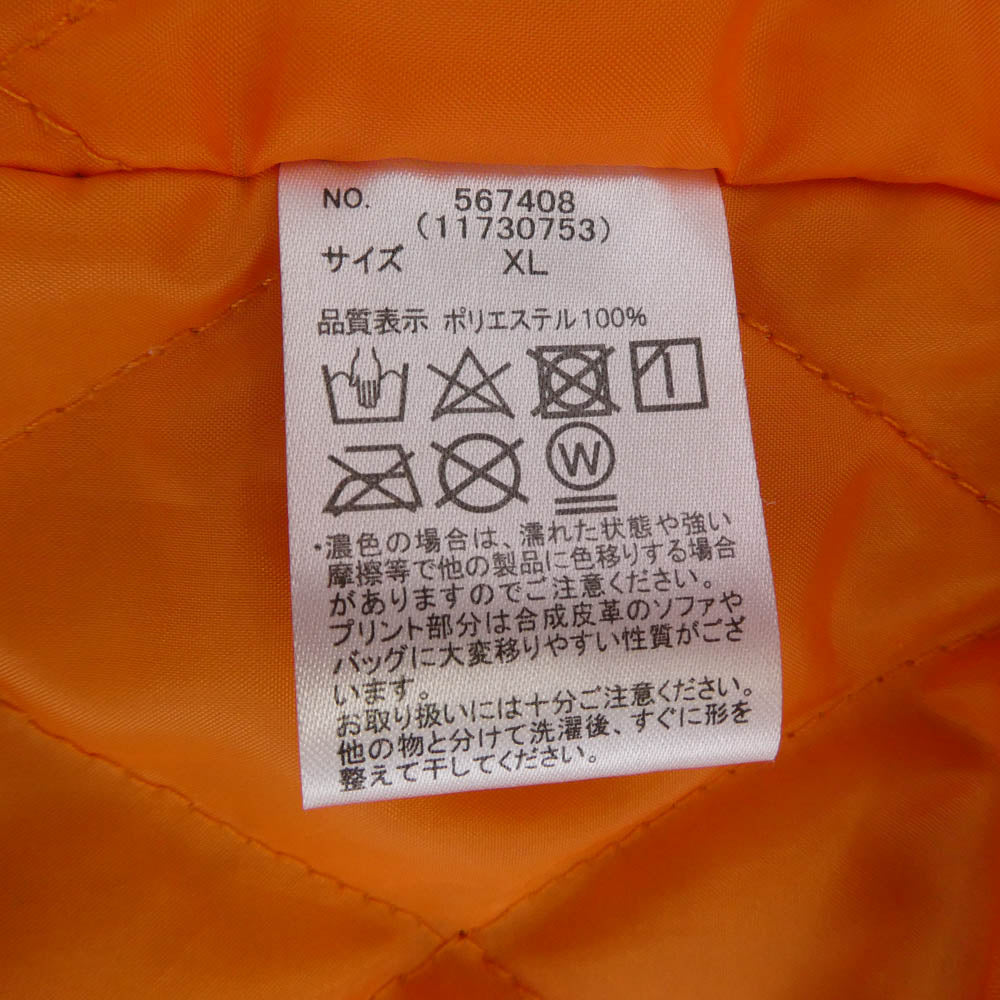 NO. 567408
(11730753)
サイズ XL
品質表示 ポリエステル100%
W
・濃色の場合は、濡れた状態や強い
摩擦等で他の製品に色移りする場合
がありますのでご注意ください。
プリント部分は合成皮革のソファや
バッグに大変移りやすい性質がござ
います。
お取り扱いには十分ご注意ください。
他の物と分けて洗濯後、すぐに形を
整えて干してください。